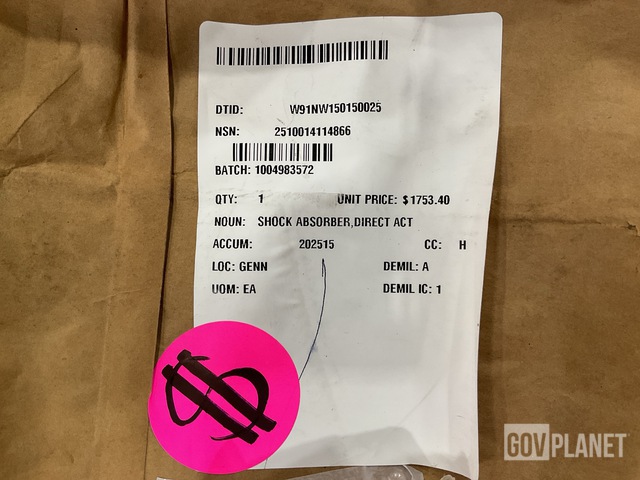 DTID: W91NW150150025
NSN: 2510014114866
BATCH: 1004983572
QTY: 1 UNIT PRICE: $1753.40
NOUN: SHOCK ABSORBER,DIRECT ACT
ACCUM: 202515 CC: H
LOC: GENN DEMIL: A
UOM: EA DEMIL IC: 1
$
GOVPLANET